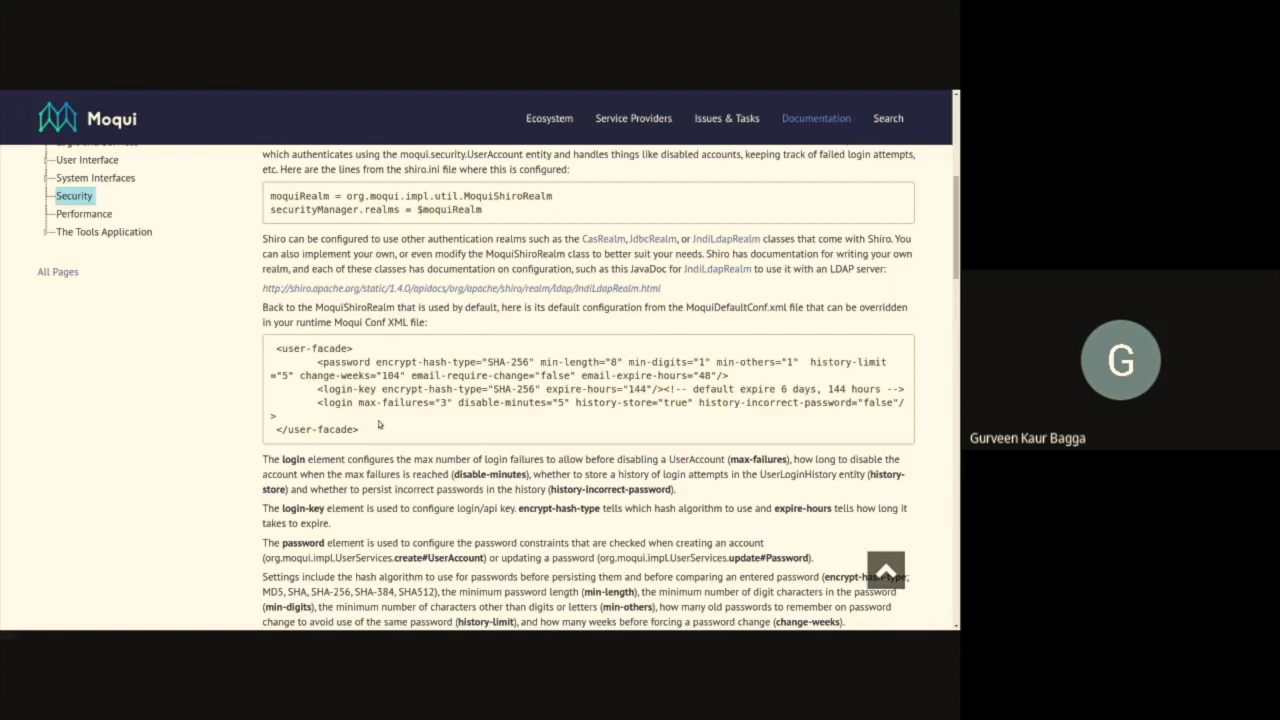 Moqui
Ecosystem
Service Providers
Issues & Tasks
Documentation
Search
User Interface
System Interfaces
Security
Performance
The Tools Application
All Pages
which authenticates using the moqui.security.UserAccount entity and handles things like disabled accounts, keeping track of failed login attempts,
etc. Here are the lines from the shiro.ini file where this is configured:
moquiRealm = org.moqui.impl.util.MoquiShiroRealm
securityManager.realms = $moquiRealm
Shiro can be configured to use other authentication realms such as the CasRealm, JdbcRealm, or JndiLdapRealm classes that come with Shiro. You
can also implement your own, or even modify the MoquiShiroRealm class to better suit your needs. Shiro has documentation for writing your own
realm, and each of these classes has documentation on configuration, such as this JavaDoc for JndiLdapRealm to use it with an LDAP server:
http://shiro.apache.org/static/1.4.0/apidocs/org/apache/shiro/realm/ldap/JndiLdapRealm.html
Back to the MoquiShiroRealm that is used by default, here is its default configuration from the MoquiDefaultConf.xml file that can be overridden
in your runtime Moqui Conf XML file:
<user-facade>
<password encrypt-hash-type="SHA-256" min-length="8" min-digits="1" min-others="1" history-limit
="5" change-weeks="104" email-require-change="false" email-expire-hours="48"/>
<login-key encrypt-hash-type="SHA-256" expire-hours="144"/><!-- default expire 6 days, 144 hours -->
<login max-failures="3" disable-minutes="5" history-store="true" history-incorrect-password="false"/
>
</user-facade>
The login element configures the max number of login failures to allow before disabling a UserAccount (max-failures), how long to disable the
account when the max failures is reached (disable-minutes), whether to store a history of login attempts in the UserLoginHistory entity (history-
store) and whether to persist incorrect passwords in the history (history-incorrect-password).
The login-key element is used to configure login/api key. encrypt-hash-type tells which hash algorithm to use and expire-hours tells how long it
takes to expire.
The password element is used to configure the password constraints that are checked when creating an account
(org.moqui.impl.UserServices.create#UserAccount) or updating a password (org.moqui.impl.UserServices.update#Password).
Settings include the hash algorithm to use for passwords before persisting them and before comparing an entered password (encrypt-hash-type;
MD5, SHA, SHA-256, SHA-384, SHA512), the minimum password length (min-length), the minimum number of digit characters in the password
(min-digits), the minimum number of characters other than digits or letters (min-others), how many old passwords to remember on password
change to avoid use of the same password (history-limit), and how many weeks before forcing a password change (change-weeks).
G
Gurveen Kaur Bagga